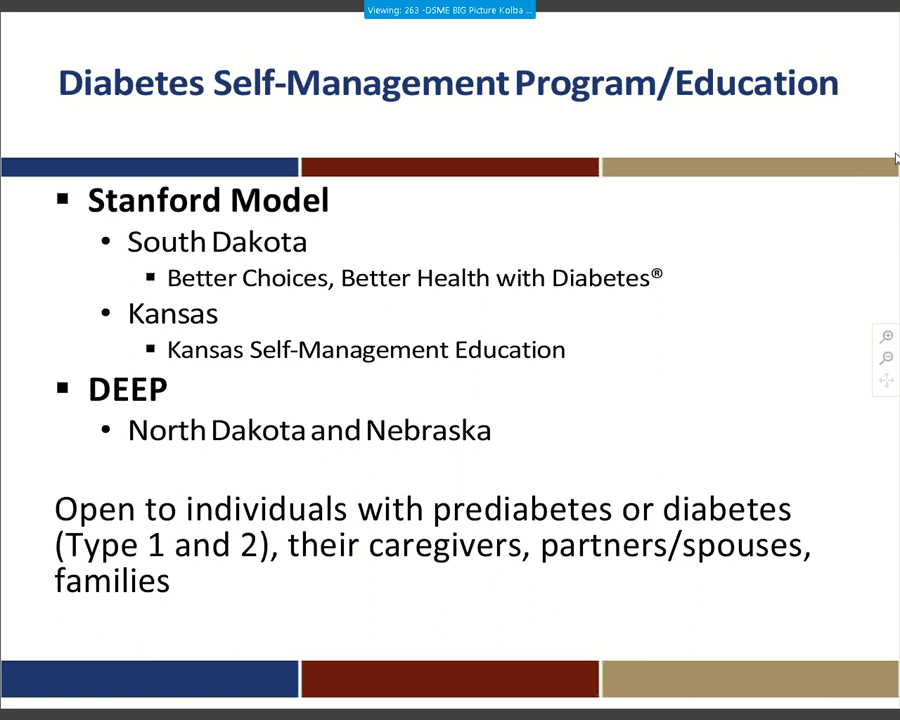 Viewing: 263 -DSME BIG Picture Kolba ...
Diabetes Self-Management Program/Education
▪ Stanford Model
• South Dakota
▪ Better Choices, Better Health with Diabetes®
• Kansas
▪ Kansas Self-Management Education
▪ DEEP
• North Dakota and Nebraska
Open to individuals with prediabetes or diabetes
(Type 1 and 2), their caregivers, partners/spouses,
families